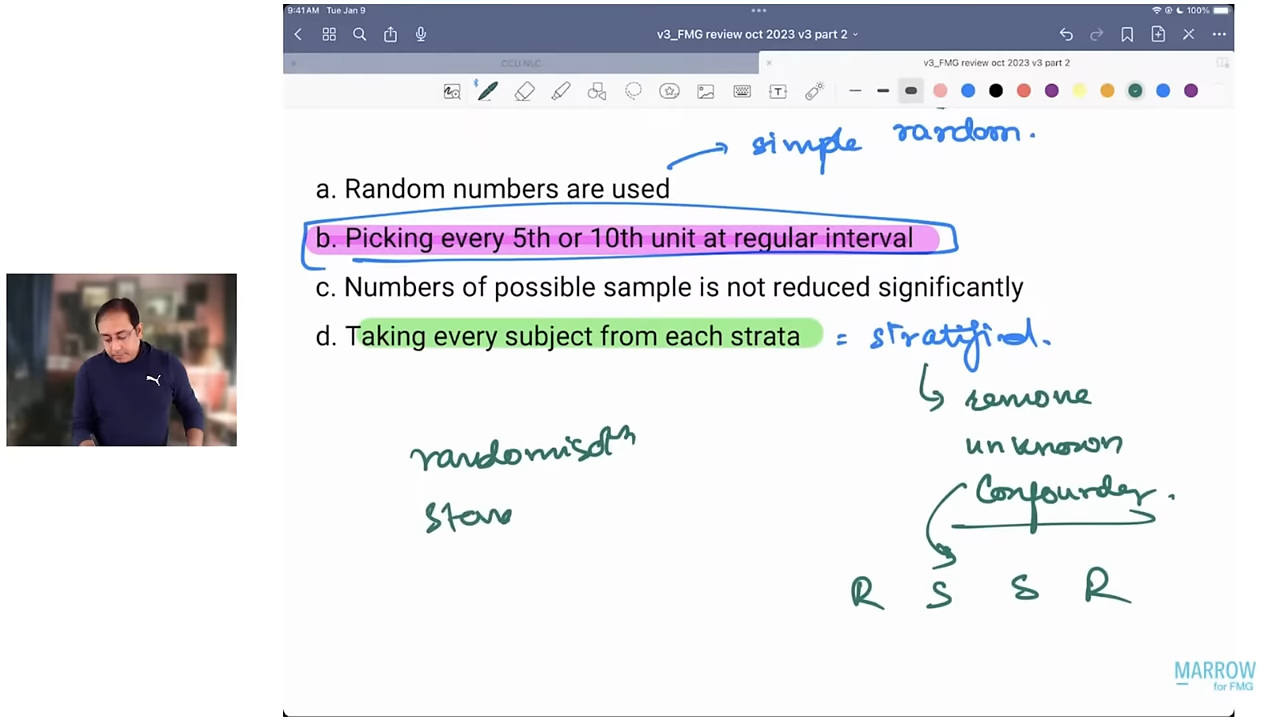 9:41 AM Tue Jan 9
100%
v3_FMG review oct 2023 v3 part 2
CCU NLC
v3_FMG review oct 2023 v3 part 2
T
simple random.
a. Random numbers are used
b. Picking every 5th or 10th unit at regular interval
c. Numbers of possible sample is not reduced significantly
d. Taking every subject from each strata = stratified.
remove
unknown
Confounder.
R S S R
MARROW
for FMG